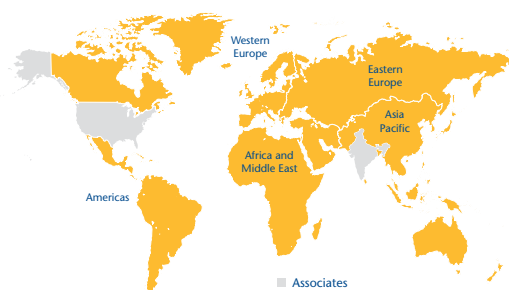 Western
Europe
Eastern
Europe
Asia
Pacific
Africa and
Middle East
Americas
Associates